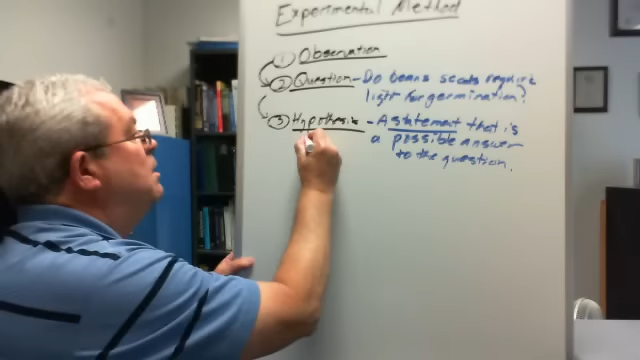 Experimental Method
① Observation
② Question - Do beans seeds require
light for germination?
③ Hypothesis - A statement that is
a possible answer
to the question.